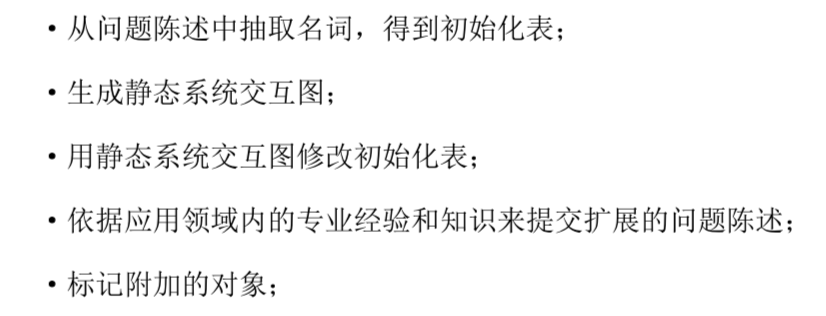 • 从问题陈述中抽取名词，得到初始化表；
• 生成静态系统交互图；
• 用静态系统交互图修改初始化表；
• 依据应用领域内的专业经验和知识来提交扩展的问题陈述；
• 标记附加的对象；